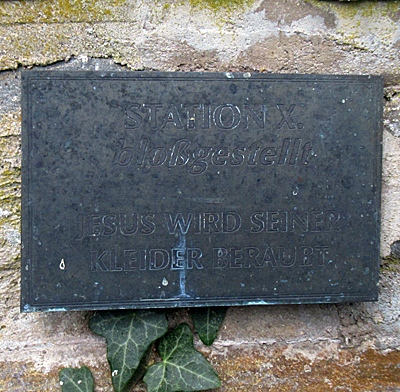 STATION X.
bloßgestellt
JESUS WIRD SEINER
KLEIDER BERAUBT